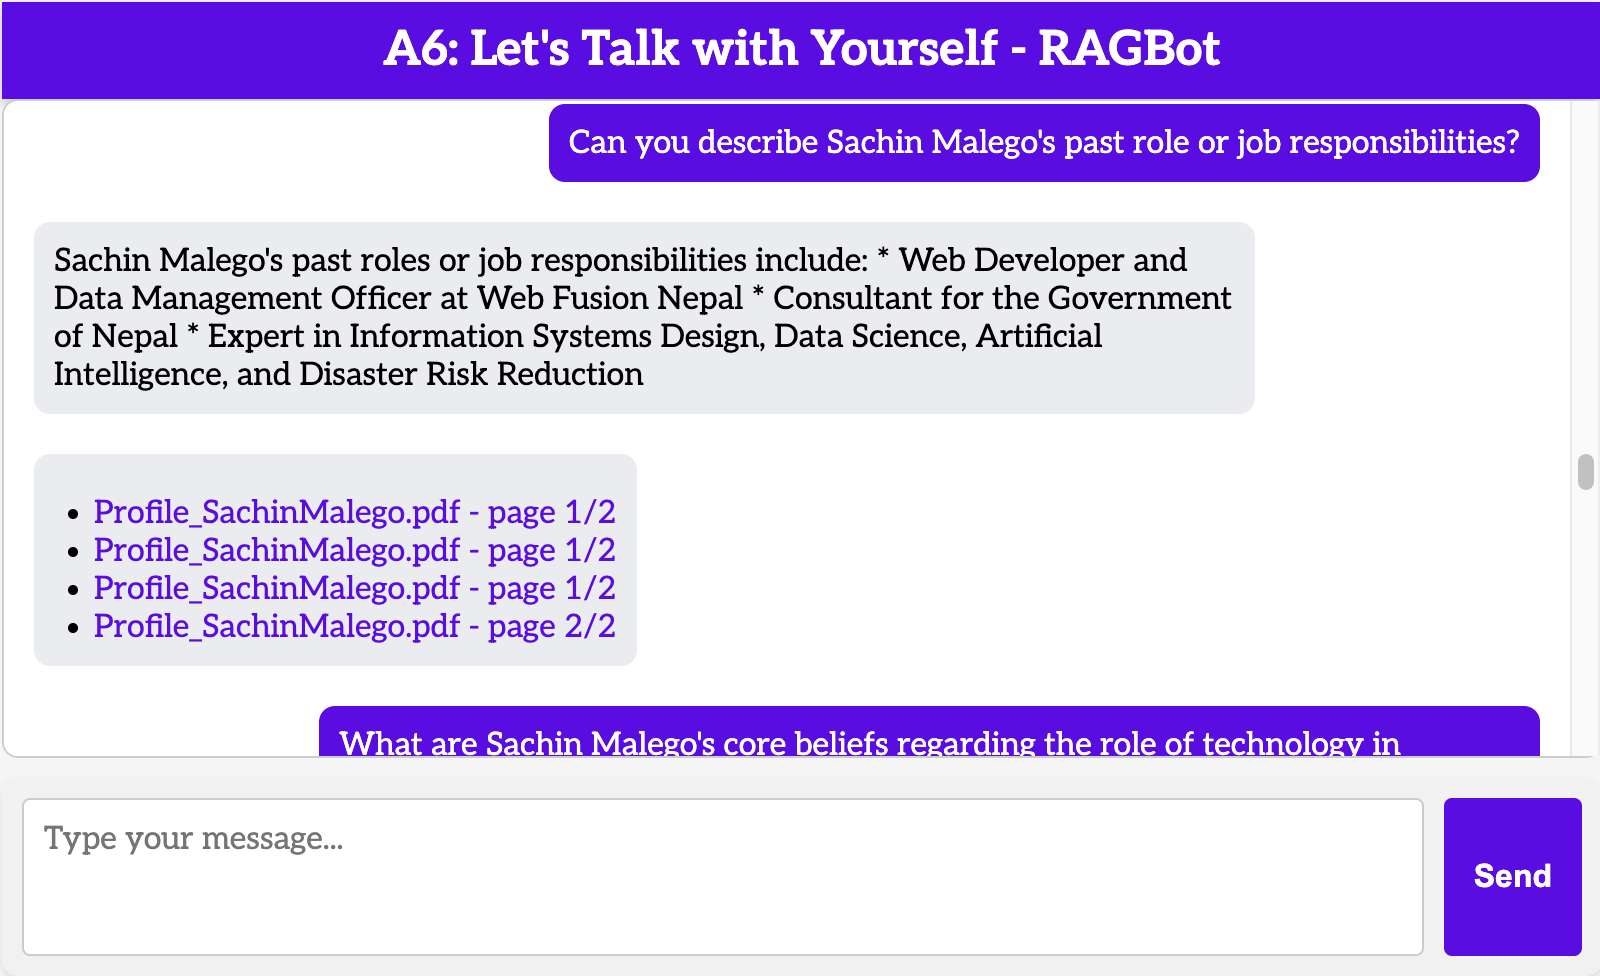 A6: Let's Talk with Yourself - RAGBot
Can you describe Sachin Malego's past role or job responsibilities?
Sachin Malego's past roles or job responsibilities include: * Web Developer and
Data Management Officer at Web Fusion Nepal * Consultant for the Government
of Nepal * Expert in Information Systems Design, Data Science, Artificial
Intelligence, and Disaster Risk Reduction
Profile_SachinMalego.pdf - page 1/2
Profile_SachinMalego.pdf - page 1/2
Profile_SachinMalego.pdf - page 1/2
Profile_SachinMalego.pdf - page 2/2
What are Sachin Malego's core beliefs regarding the role of technology in
Type your message...
Send